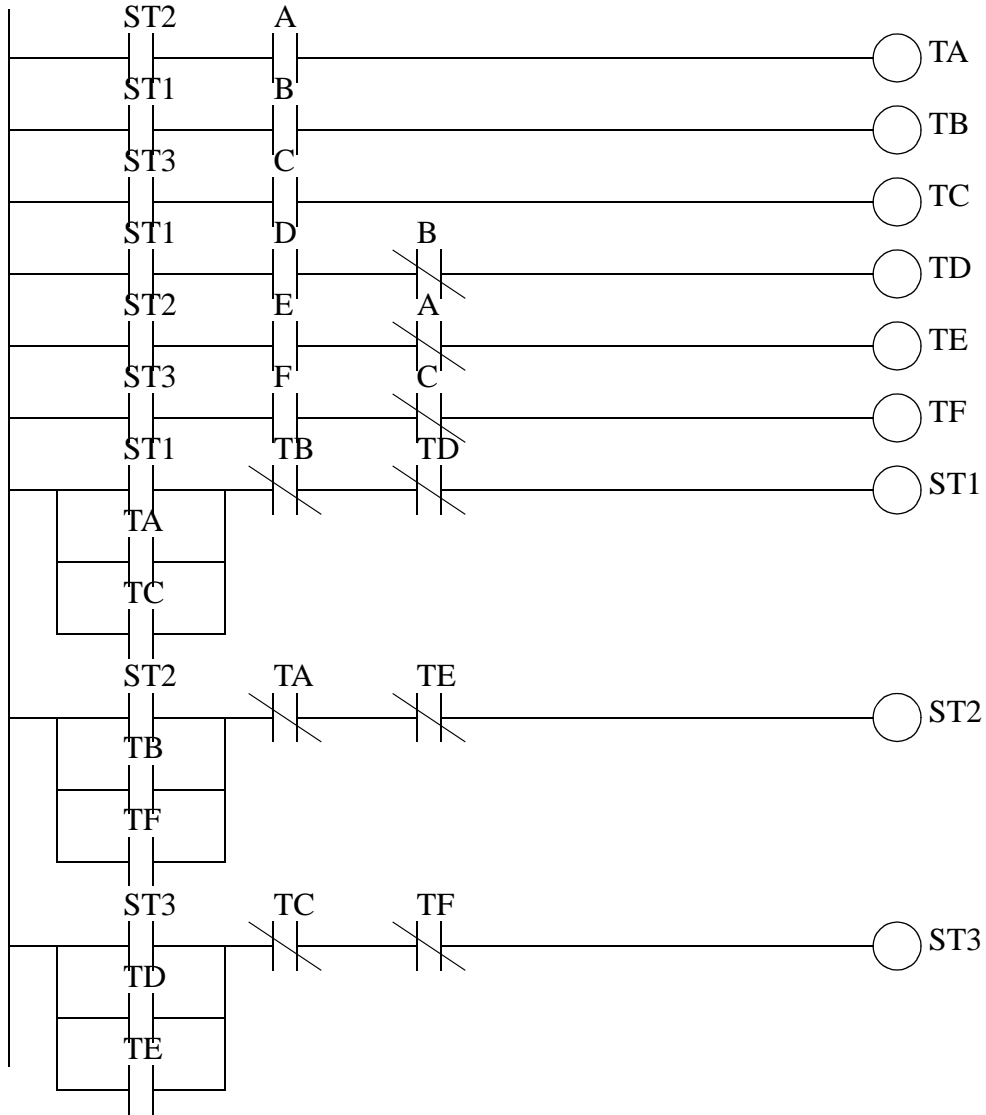 ST2 A TA
ST1 B TB
ST3 C TC
ST1 D B TD
ST2 E A TE
ST3 F C TF
ST1 TB TD ST1
TA
TC
ST2 TA TE ST2
TB
TF
ST3 TC TF ST3
TD
TE